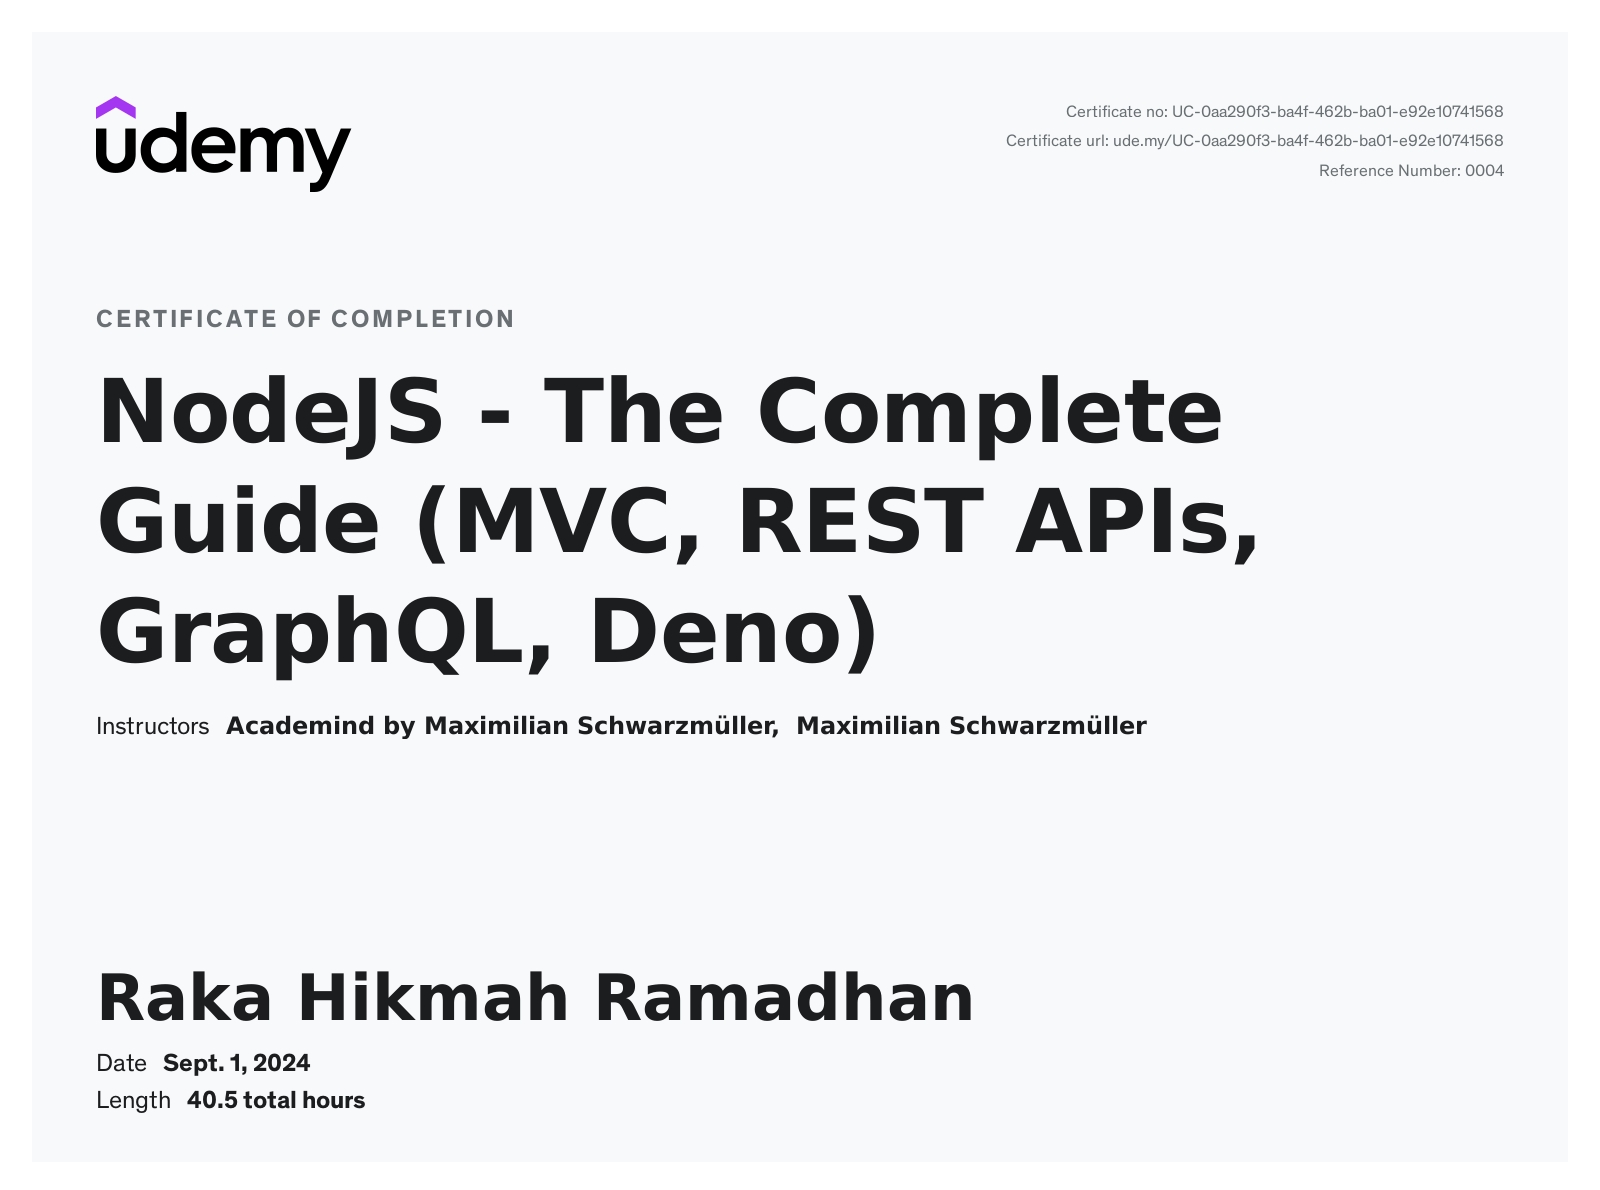 udemy
Certificate no: UC-0aa290f3-ba4f-462b-ba01-e92e10741568
Certificate url: ude.my/UC-0aa290f3-ba4f-462b-ba01-e92e10741568
Reference Number: 0004
CERTIFICATE OF COMPLETION
NodeJS - The Complete
Guide (MVC, REST APIs,
GraphQL, Deno)
Instructors Academind by Maximilian Schwarzmüller, Maximilian Schwarzmüller
Raka Hikmah Ramadhan
Date Sept. 1, 2024
Length 40.5 total hours